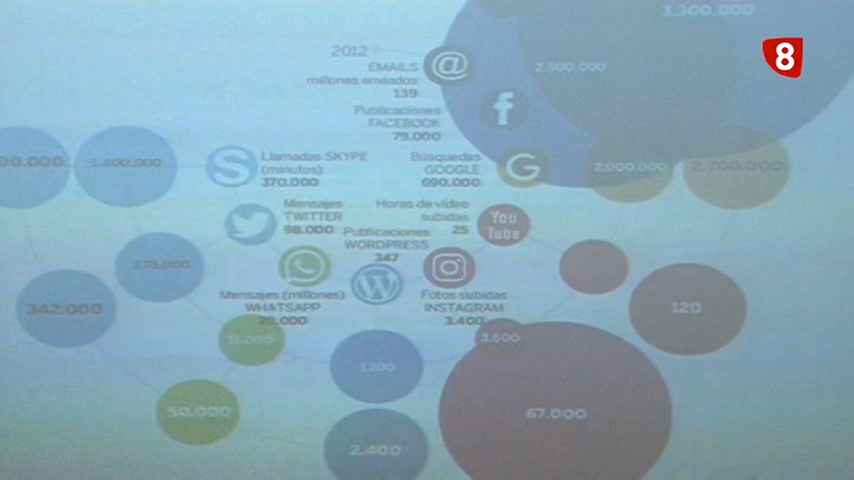 3.300.000
8
2012
EMAILS
millones enviados
139
@
2.500.000
Publicaciones
FACEBOOK
79.000
f
Llamadas SKYPE
(minutos)
370.000
S
1.400.000
00.000
Búsquedas
GOOGLE
690.000
G
2.000.000
2.700.000
Mensajes
TWITTER
98.000
Horas de vídeo
subidas
25
You
Tube
Publicaciones
WORDPRESS
347
W
342.000
120
Mensajes (millones)
WHATSAPP
20.000
Fotos subidas
INSTAGRAM
3.400
3.600
1.100
50.000
67.000
2.400